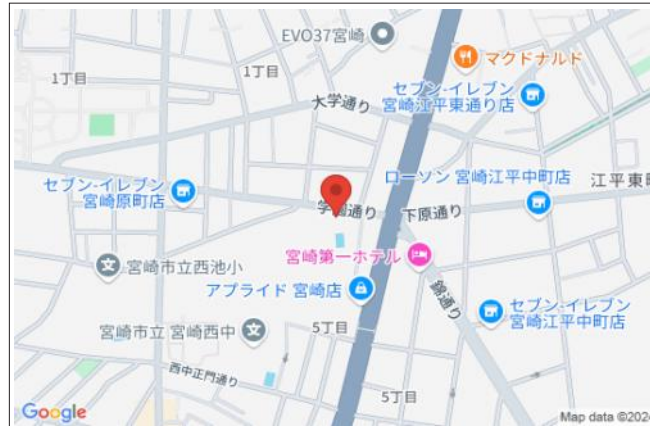 EVO37宮崎
マクドナルド
1丁目
1丁目
セブン-イレブン
宮崎江平東通り店
大学通り
セブン-イレブン
宮崎原町店
ローソン 宮崎江平中町店
江平東町
学園通り
下原通り
宮崎市立西池小
宮崎第一ホテル
アプライド 宮崎店
錦通り
宮崎市立 宮崎西中
5丁目
セブン-イレブン
宮崎江平中町店
西中正門通り
5丁目
Google
Map data ©2024